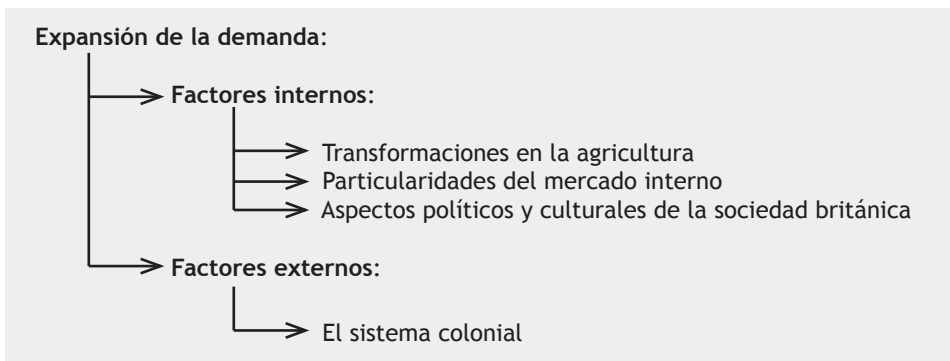 Expansión de la demanda:
Factores internos:
Transformaciones en la agricultura
Particularidades del mercado interno
Aspectos políticos y culturales de la sociedad británica
Factores externos:
El sistema colonial